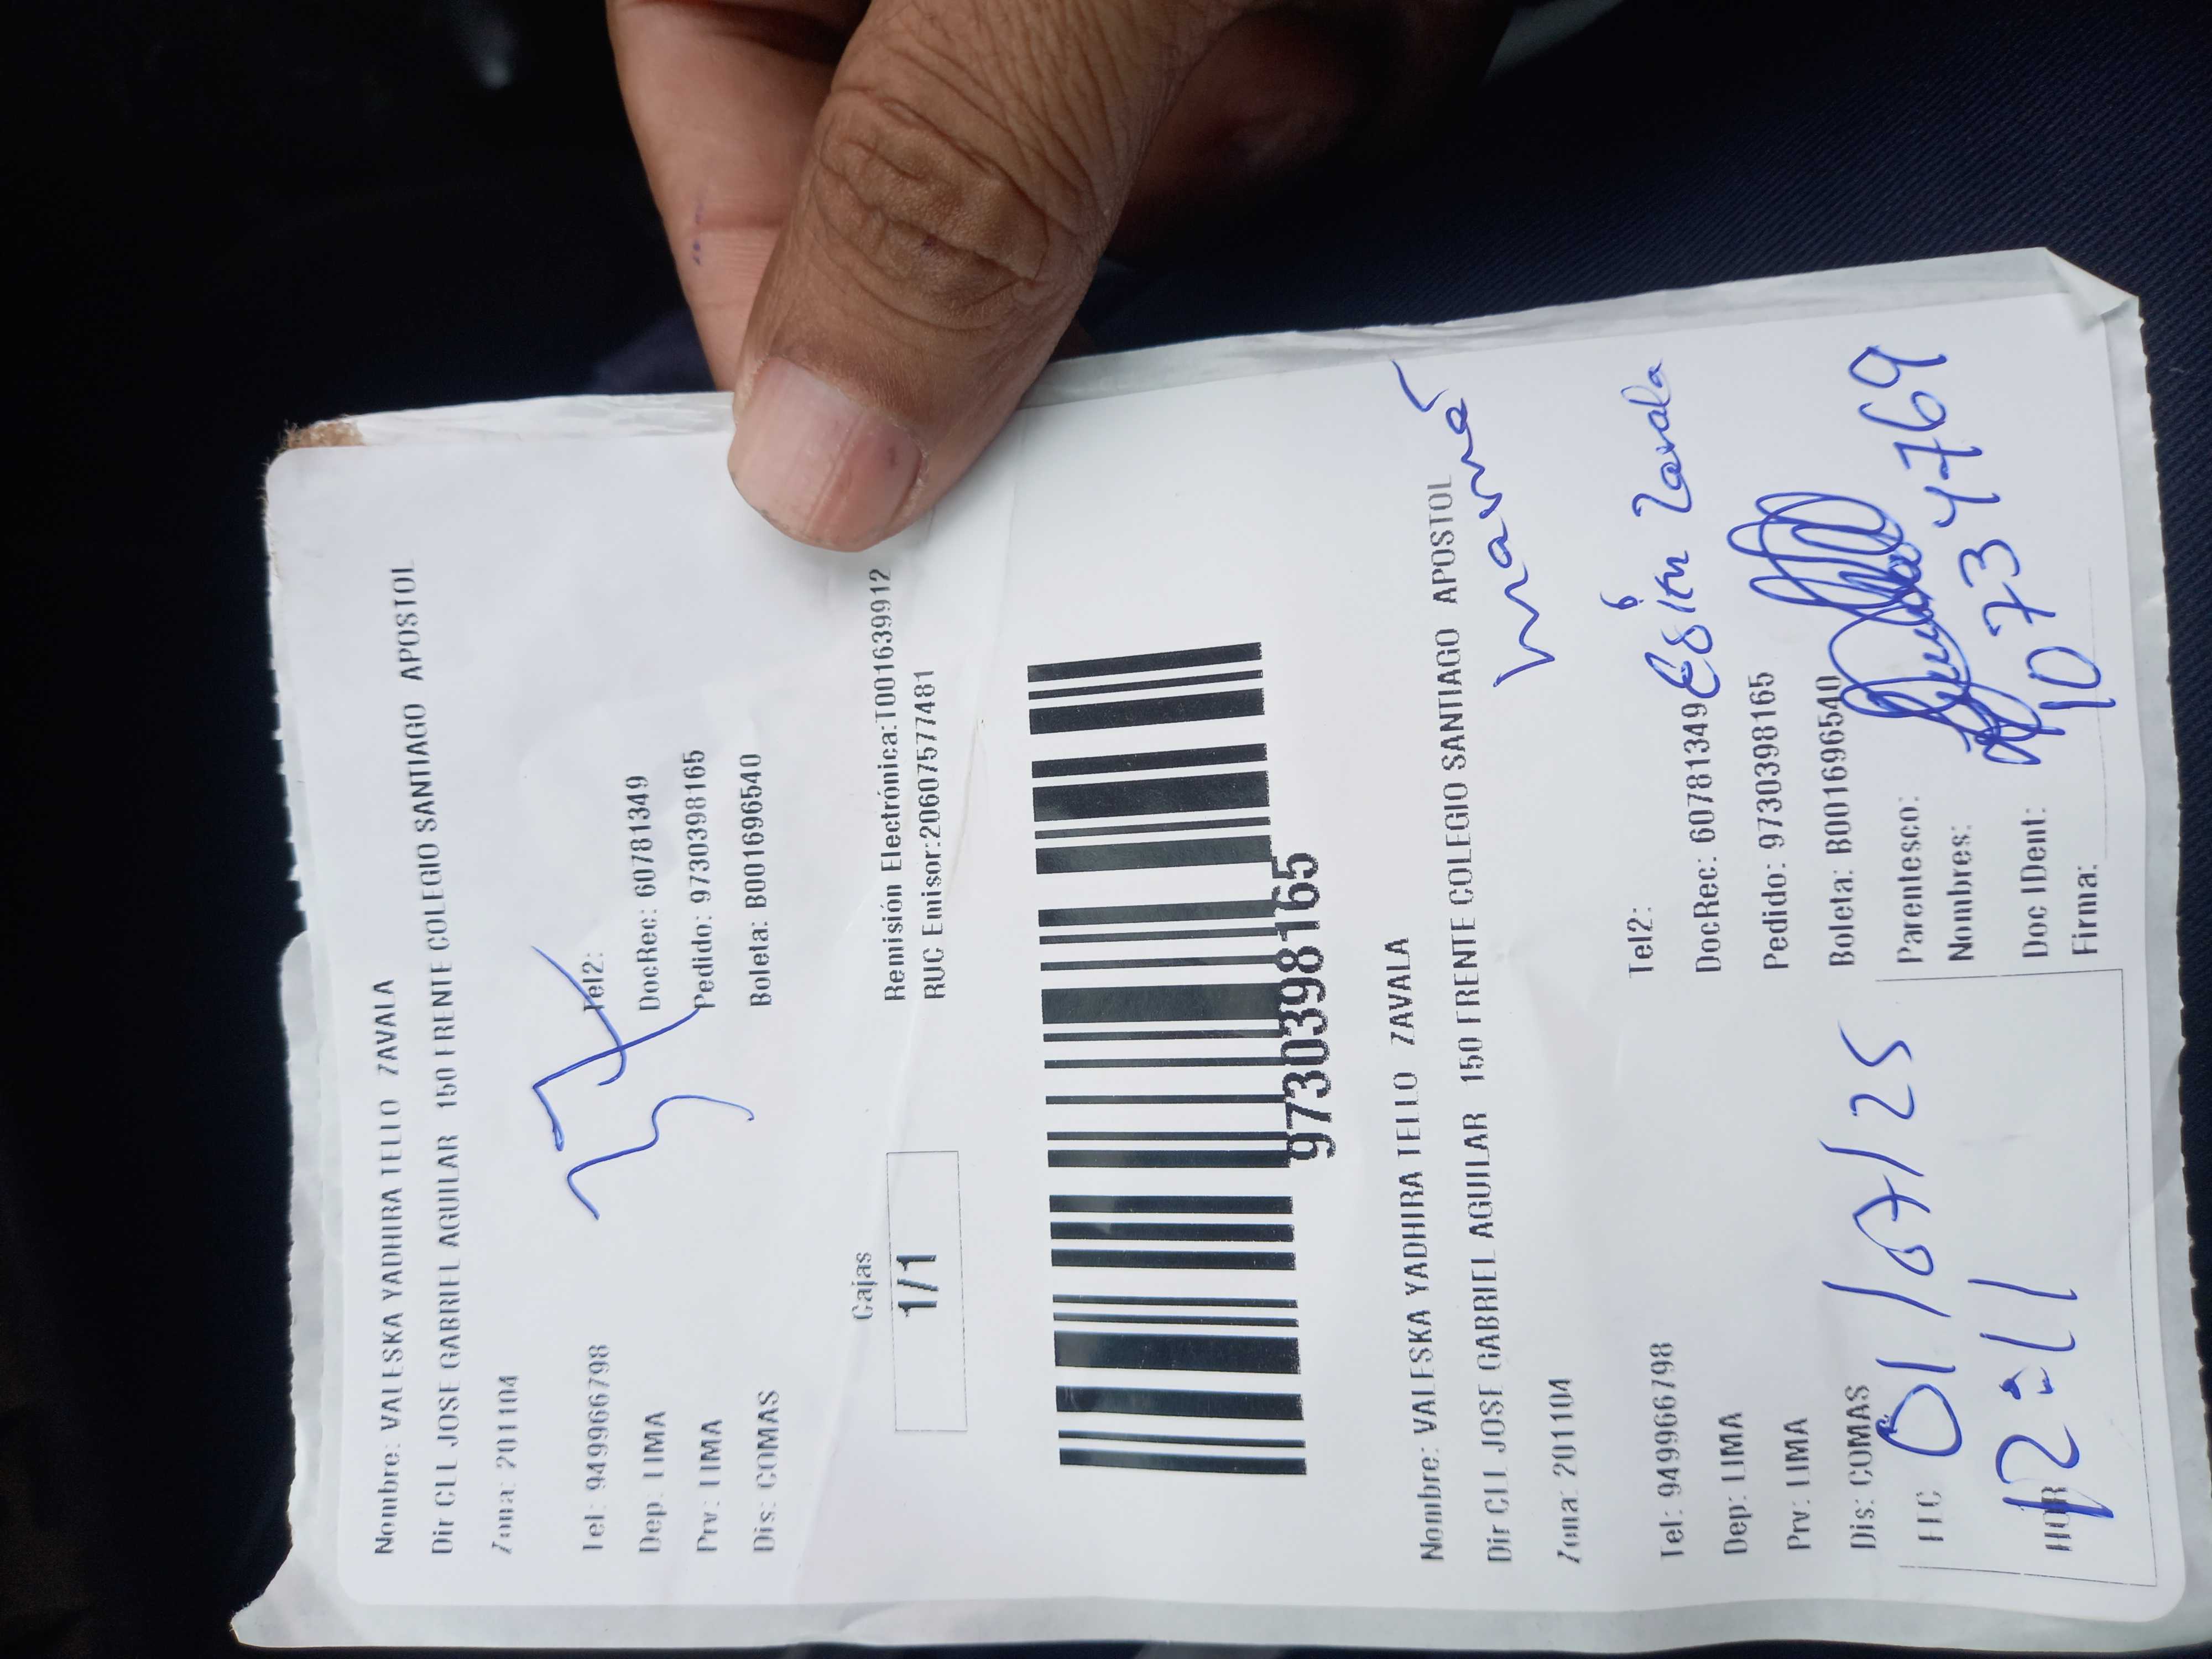 Nombre: VALESKA YADHIRA TELLO ZAVALA
Dir CLL JOSE GABRIEL AGUILAR 150 FRENTE COLEGIO SANTIAGO APOSTOL
Zona: 201104
Tel: 949966798
Tel2:
Dep: LIMA
DocRec: 60781349
Prv: LIMA
Pedido: 9730398165
Dis: COMAS
Boleta: B001696540
Cajas
1/1
Remisión Electrónica:T001639912
RUC Emisor:20607577481
9730398165
Nombre: VALESKA YADHIRA TELLO ZAVALA
Dir CLL JOSE GABRIEL AGUILAR 150 FRENTE COLEGIO SANTIAGO APOSTOL
mamá
Zona: 201104
Tel: 949966798
Tel2:
Dep: LIMA
DocRec: 60781349
Zavala
Prv: LIMA
Pedido: 9730398165
Dis: COMAS
Boleta: B001696540
FEC 01/07/25
Parentesco:
Nombres:
HOR 12:11
Doc IDent: 10734769
Firma: